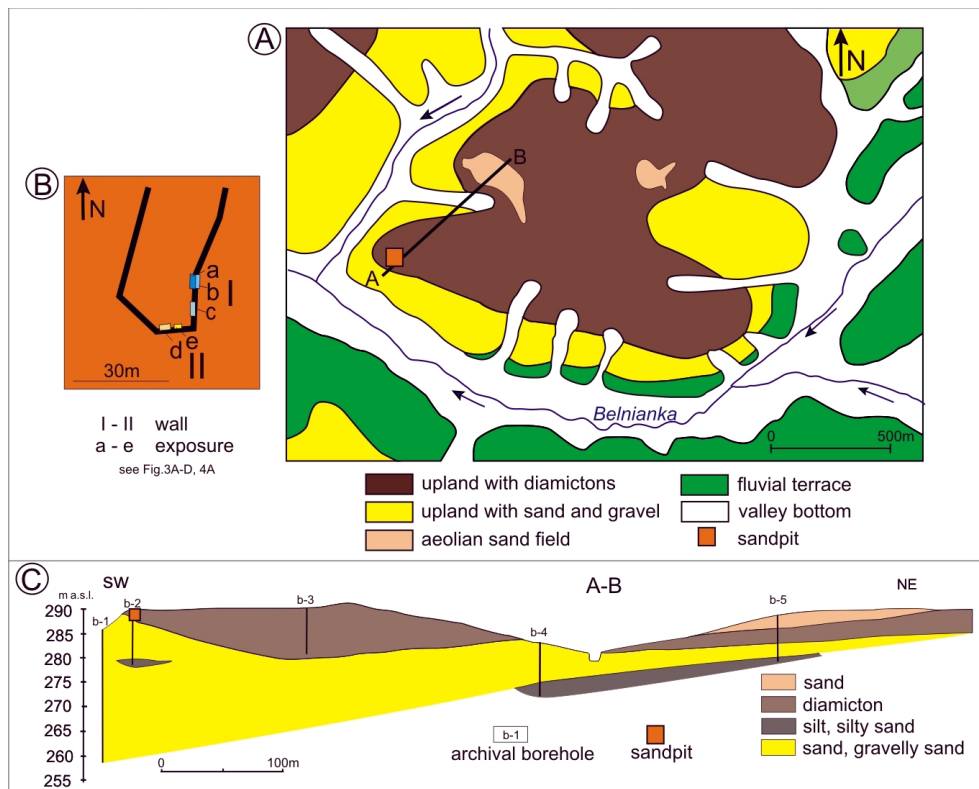 A
N
B
A
Belnianka
0 500m
B
N
a
b I
c
d e
II
30m
I - II wall
a - e exposure
see Fig.3A-D, 4A
upland with diamictons
upland with sand and gravel
aeolian sand field
fluvial terrace
valley bottom
sandpit
C
SW A-B NE
m a.s.l.
290
285
280
275
270
265
260
255
b-1
b-2
b-3
b-4
b-5
0 100m
b-1
archival borehole
sandpit
sand
diamicton
silt, silty sand
sand, gravelly sand